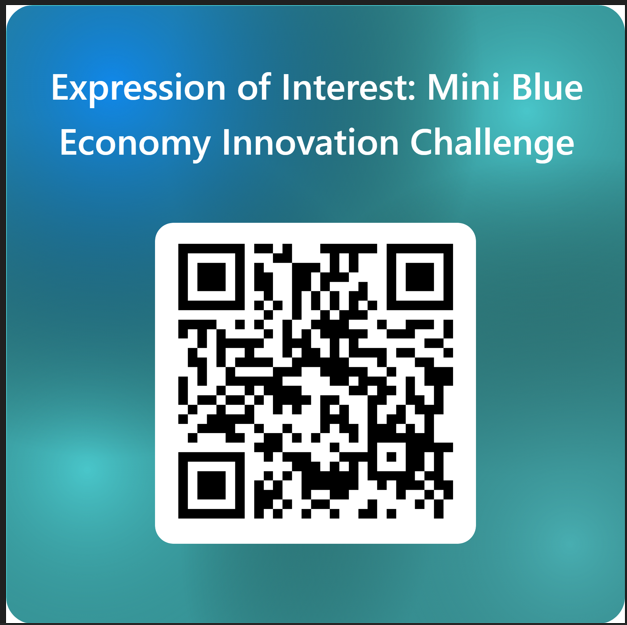 Expression of Interest: Mini Blue
Economy Innovation Challenge